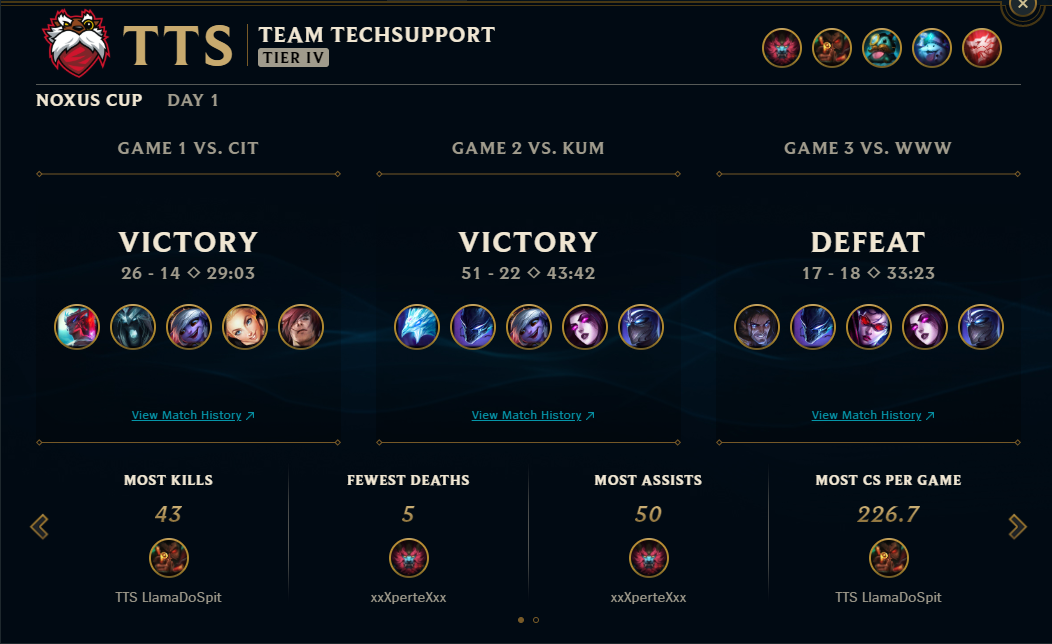 TTS
TEAM TECHSUPPORT
TIER IV
NOXUS CUP DAY 1
GAME 1 VS. CIT
VICTORY
26 - 14 ◇ 29:03
View Match History
GAME 2 VS. KUM
VICTORY
51 - 22 ◇ 43:42
View Match History
GAME 3 VS. WWW
DEFEAT
17 - 18 ◇ 33:23
View Match History
MOST KILLS
43
TTS LlamaDoSpit
FEWEST DEATHS
5
xxXperteXxx
MOST ASSISTS
50
xxXperteXxx
MOST CS PER GAME
226.7
TTS LlamaDoSpit